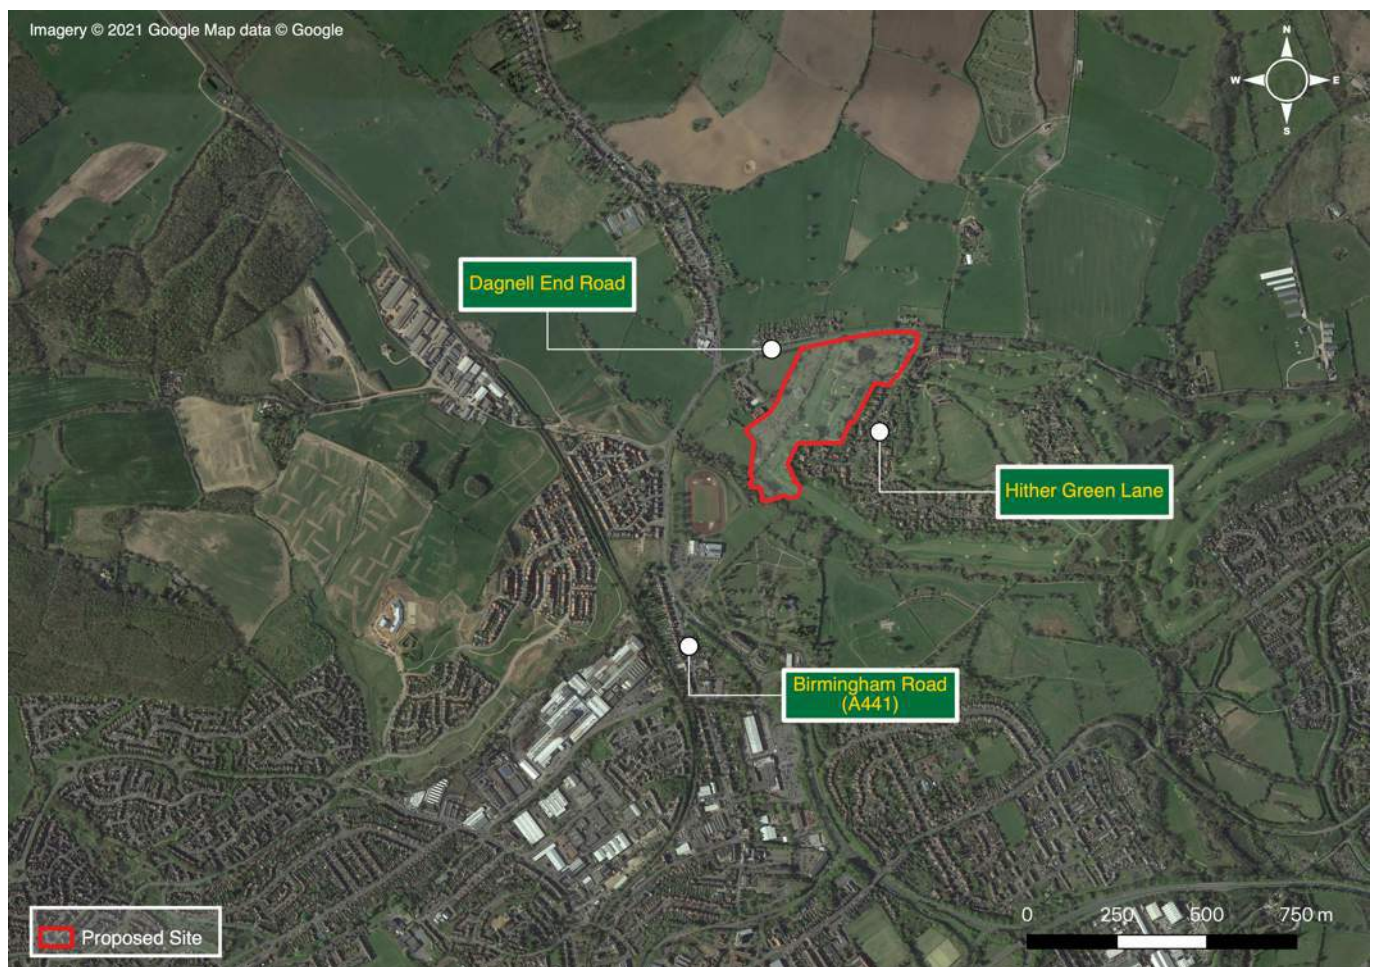 Imagery © 2021 Google Map data © Google
N
W E
S
Dagnell End Road
Hither Green Lane
Birmingham Road
(A441)
Proposed Site
0 250 500 750 m